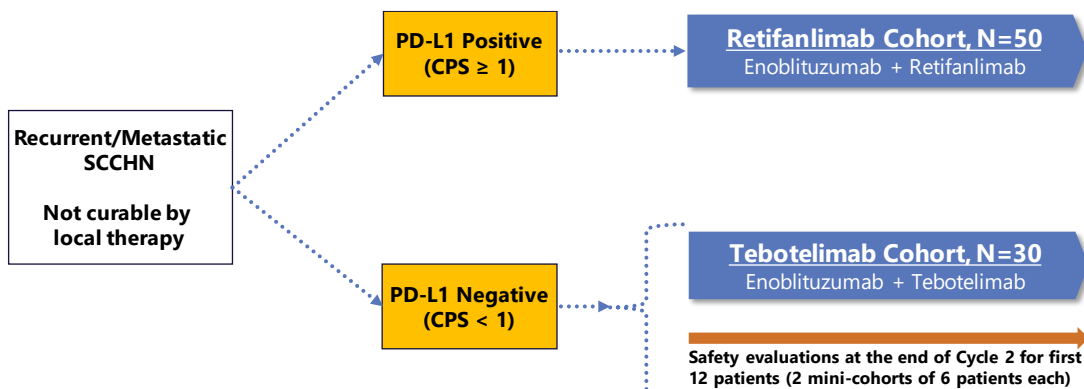 Recurrent/Metastatic
SCCHN
Not curable by
local therapy
PD-L1 Positive
(CPS ≥ 1)
Retifanlimab Cohort, N=50
Enoblituzumab + Retifanlimab
PD-L1 Negative
(CPS < 1)
Tebotelimab Cohort, N=30
Enoblituzumab + Tebotelimab
Safety evaluations at the end of Cycle 2 for first
12 patients (2 mini-cohorts of 6 patients each)